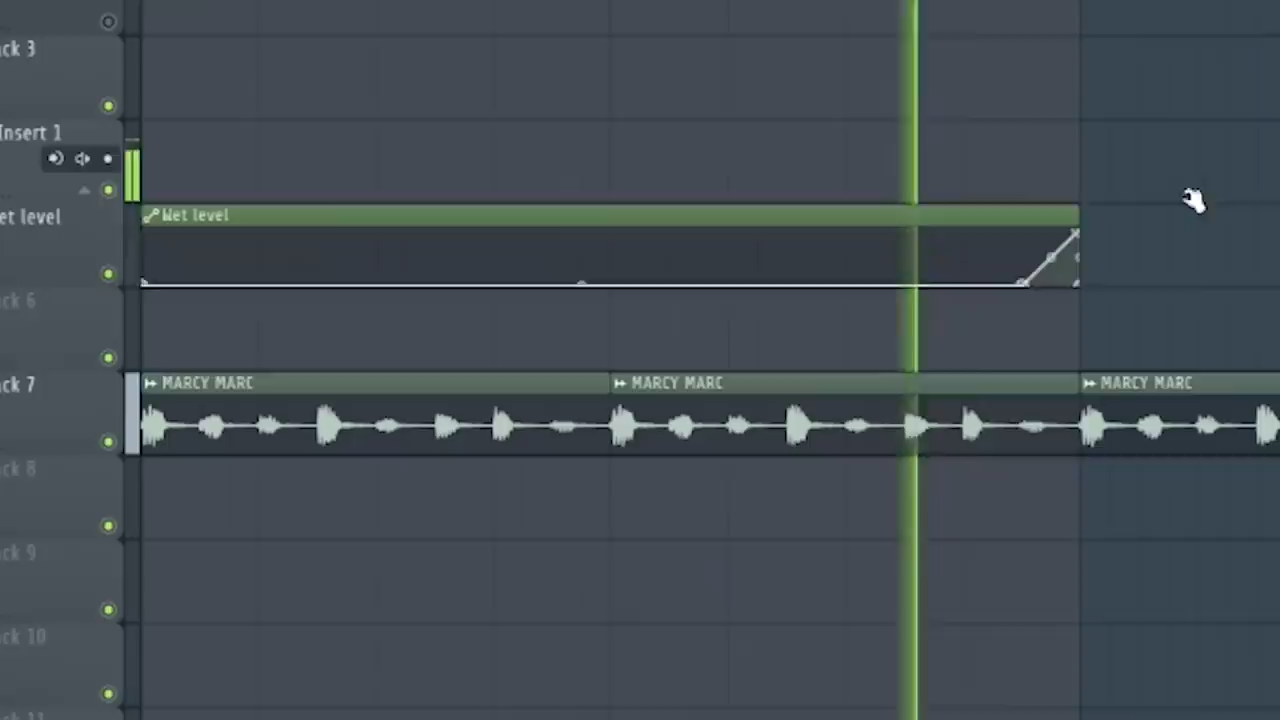 ck 3
Insert 1
et level
Wet level
ck 6
ck 7
MARCY MARC
MARCY MARC
MARCY MARC
ck 8
ck 9
ck 10